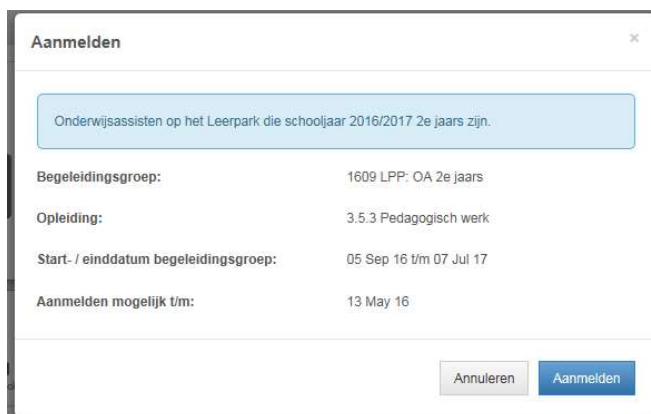 Aanmelden
×
Onderwijsassisten op het Leerpark die schooljaar 2016/2017 2e jaars zijn.
Begeleidingsgroep: 1609 LPP: OA 2e jaars
Opleiding: 3.5.3 Pedagogisch werk
Start- / einddatum begeleidingsgroep: 05 Sep 16 t/m 07 Jul 17
Aanmelden mogelijk t/m: 13 May 16
Annuleren Aanmelden